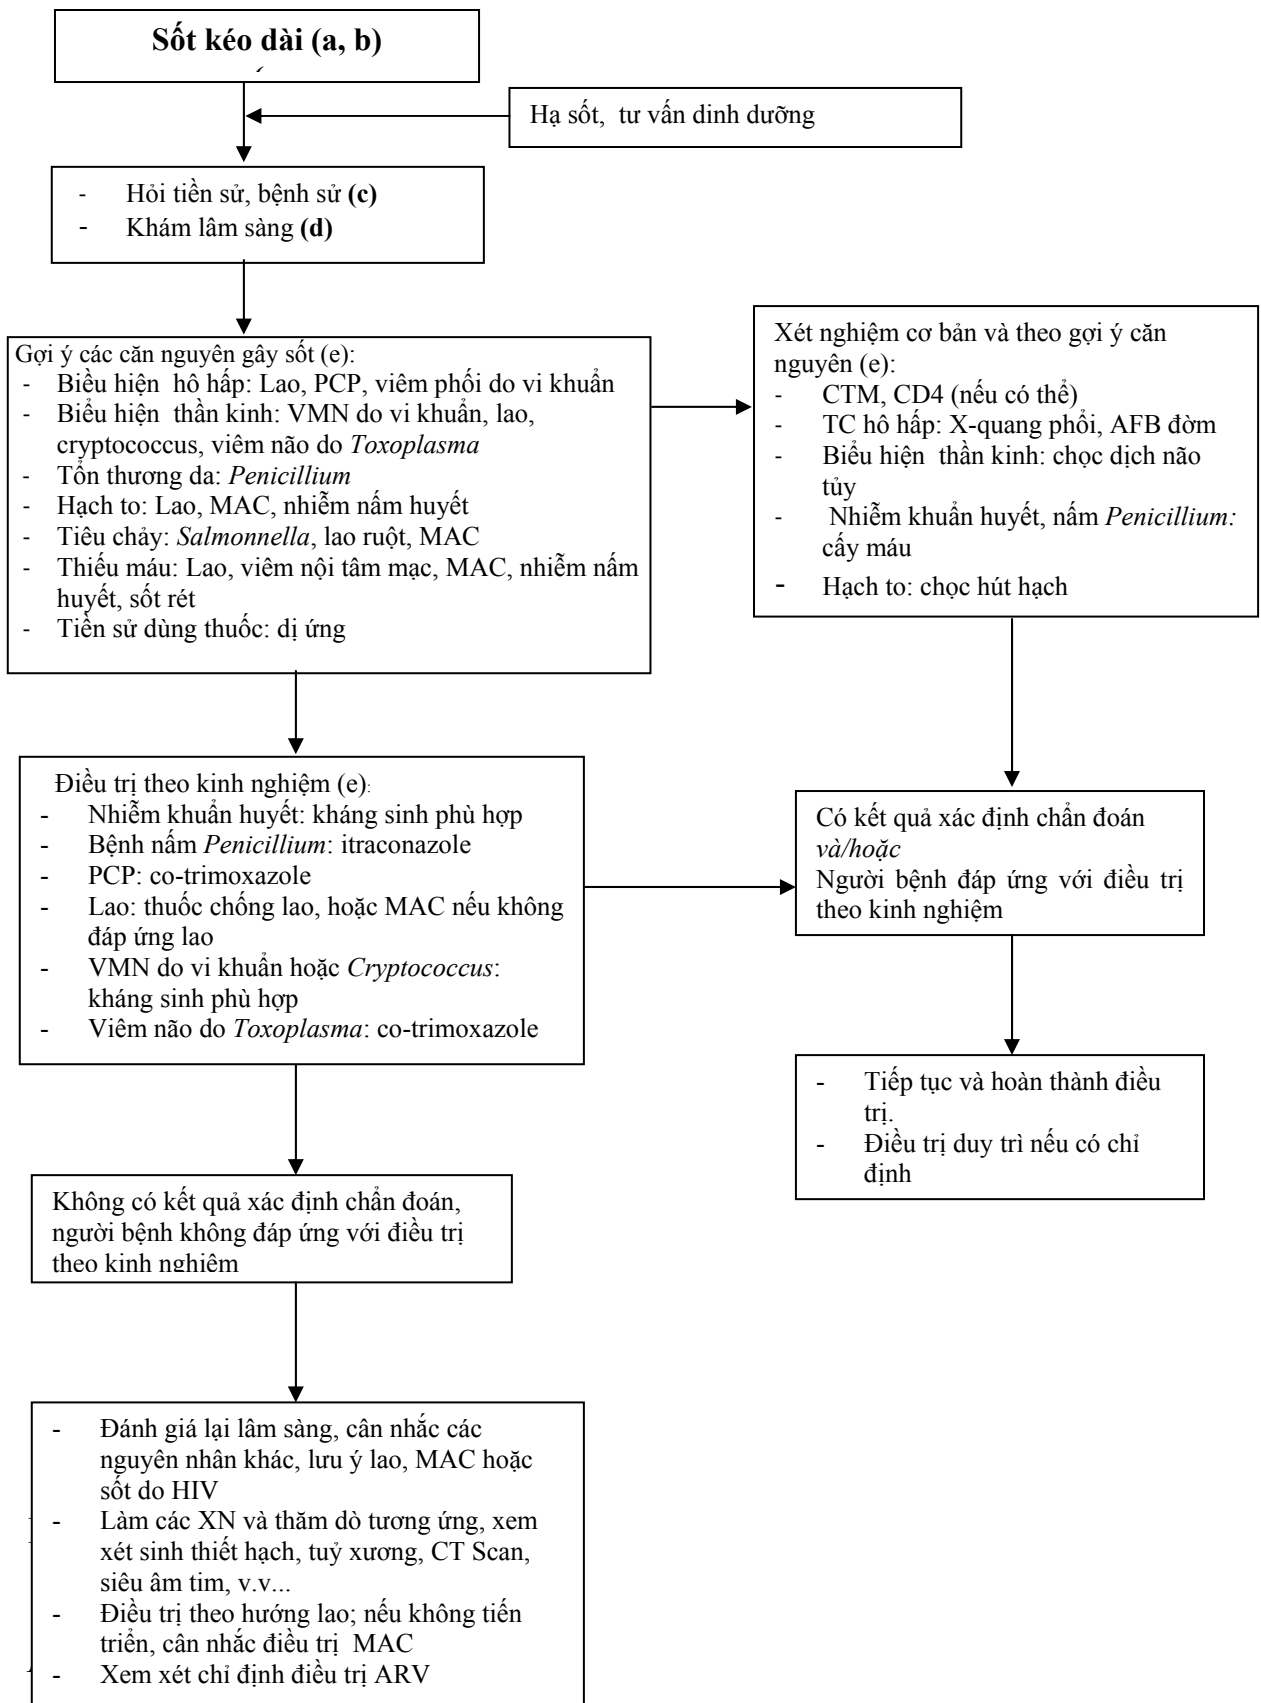 Sốt kéo dài (a, b)
Hạ sốt, tư vấn dinh dưỡng
- Hỏi tiền sử, bệnh sử (c)
- Khám lâm sàng (d)
Gợi ý các căn nguyên gây sốt (e):
- Biểu hiện hô hấp: Lao, PCP, viêm phổi do vi khuẩn
- Biểu hiện thần kinh: VMN do vi khuẩn, lao,
cryptococcus, viêm não do Toxoplasma
- Tổn thương da: Penicillium
- Hạch to: Lao, MAC, nhiễm nấm huyết
- Tiêu chảy: Salmonnella, lao ruột, MAC
- Thiếu máu: Lao, viêm nội tâm mạc, MAC, nhiễm nấm
huyết, sốt rét
- Tiền sử dùng thuốc: dị ứng
Xét nghiệm cơ bản và theo gợi ý căn
nguyên (e):
- CTM, CD4 (nếu có thể)
- TC hô hấp: X-quang phổi, AFB đờm
- Biểu hiện thần kinh: chọc dịch não
tủy
- Nhiễm khuẩn huyết, nấm Penicillium:
cấy máu
- Hạch to: chọc hút hạch
Điều trị theo kinh nghiệm (e):
- Nhiễm khuẩn huyết: kháng sinh phù hợp
- Bệnh nấm Penicillium: itraconazole
- PCP: co-trimoxazole
- Lao: thuốc chống lao, hoặc MAC nếu không
đáp ứng lao
- VMN do vi khuẩn hoặc Cryptococcus:
kháng sinh phù hợp
- Viêm não do Toxoplasma: co-trimoxazole
Có kết quả xác định chẩn đoán
và/hoặc
Người bệnh đáp ứng với điều trị
theo kinh nghiệm
- Tiếp tục và hoàn thành điều
trị.
- Điều trị duy trì nếu có chỉ
định
Không có kết quả xác định chẩn đoán,
người bệnh không đáp ứng với điều trị
theo kinh nghiêm
- Đánh giá lại lâm sàng, cân nhắc các
nguyên nhân khác, lưu ý lao, MAC hoặc
sốt do HIV
- Làm các XN và thăm dò tương ứng, xem
xét sinh thiết hạch, tuỷ xương, CT Scan,
siêu âm tim, v.v...
- Điều trị theo hướng lao; nếu không tiến
triển, cân nhắc điều trị MAC
- Xem xét chỉ định điều trị ARV